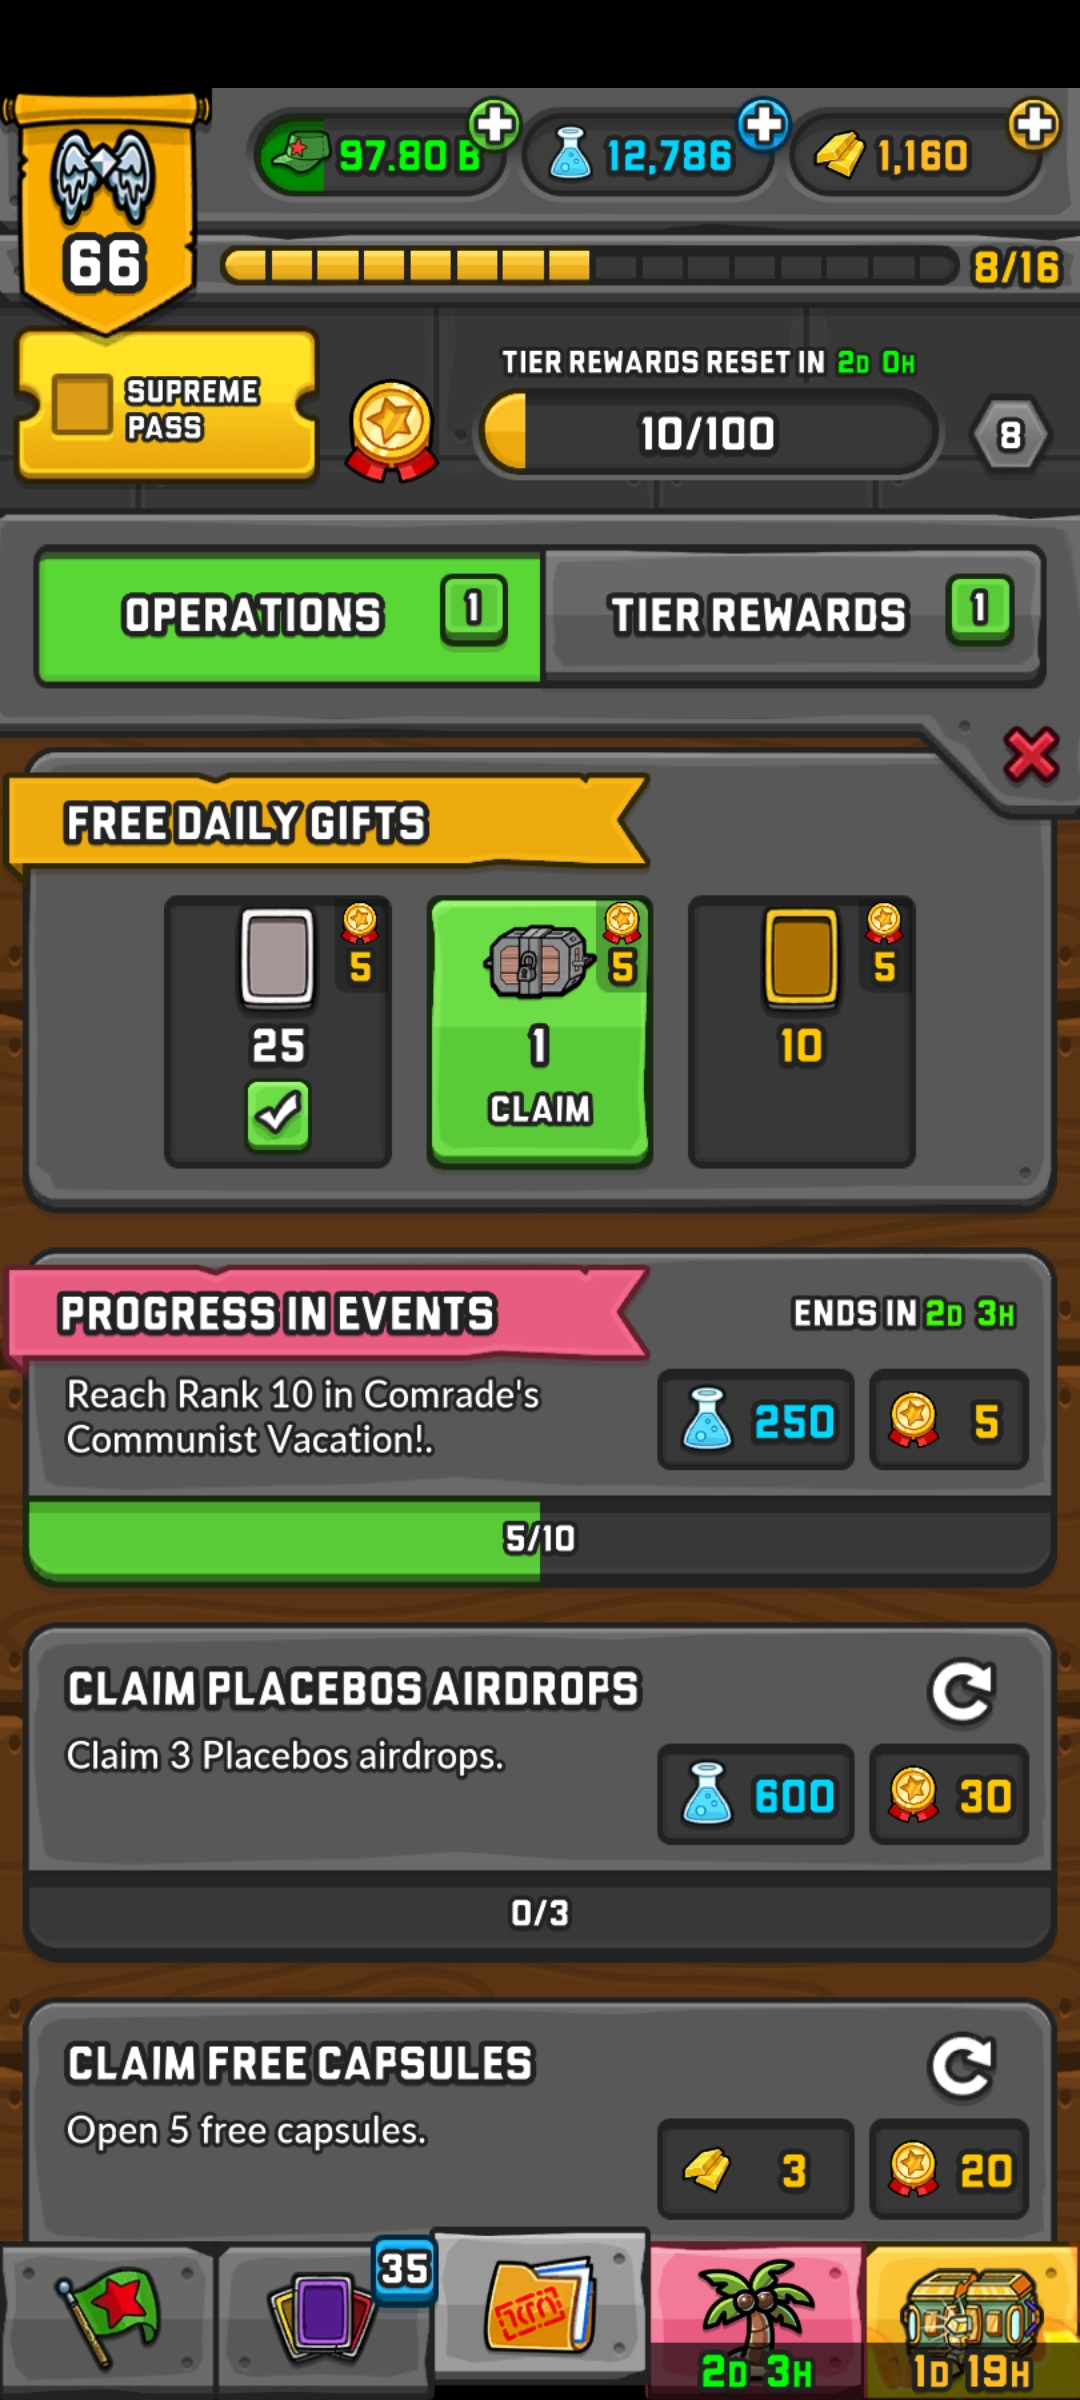 97.80 B
12,786
1,160
66
8/16
SUPREME
PASS
TIER REWARDS RESET IN 2D 0H
10/100
8
OPERATIONS 1
TIER REWARDS 1
FREE DAILY GIFTS
5
5
5
25
1
10
CLAIM
PROGRESS IN EVENTS
ENDS IN 2D 3H
Reach Rank 10 in Comrade's
Communist Vacation!.
250
5
5/10
CLAIM PLACEBOS AIRDROPS
Claim 3 Placebos airdrops.
600
30
0/3
CLAIM FREE CAPSULES
Open 5 free capsules.
3
20
35
2D 3H
1D 19H